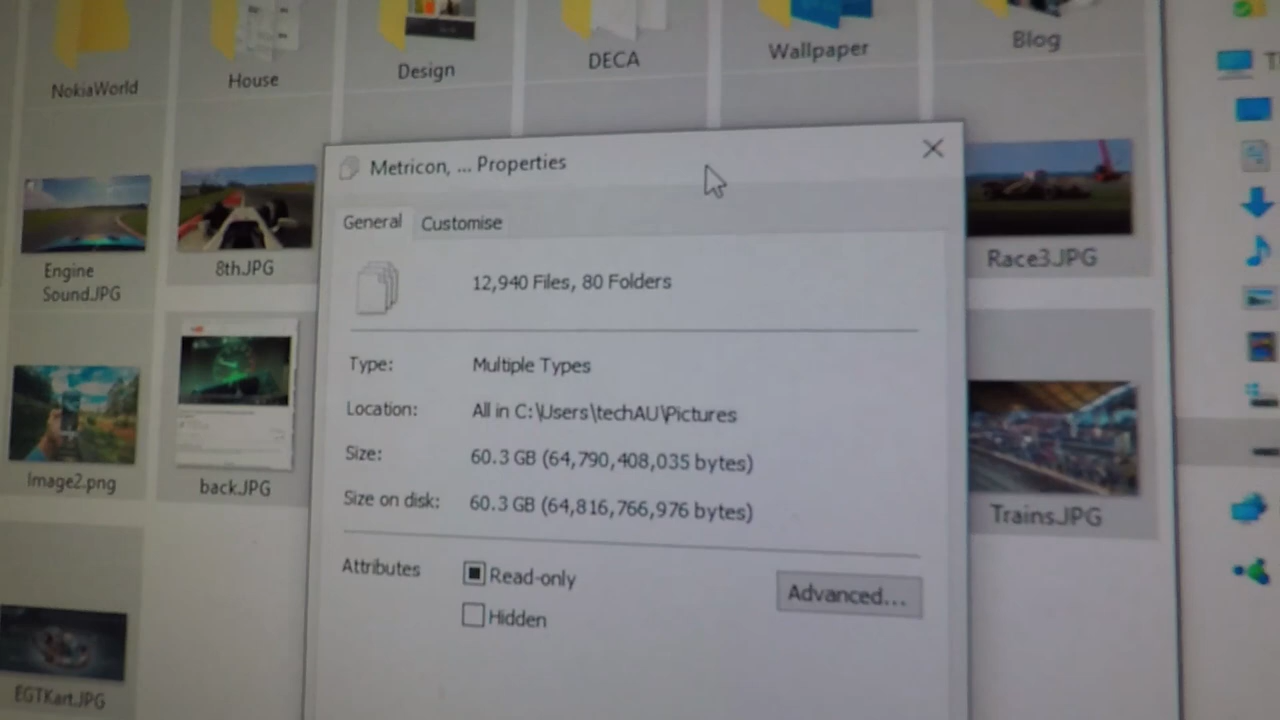 NokiaWorld
House
Design
DECA
Wallpaper
Blog
Metricon, ... Properties
General
Customise
12,940 Files, 80 Folders
Type:
Multiple Types
Location:
All in C:\Users\techAU\Pictures
Size:
60.3 GB (64,790,408,035 bytes)
Size on disk:
60.3 GB (64,816,766,976 bytes)
Attributes
Read-only
Hidden
Advanced...
Engine
Sound.JPG
8th.JPG
Race3.JPG
Image2.png
back.JPG
Trains.JPG
EGTKart.JPG